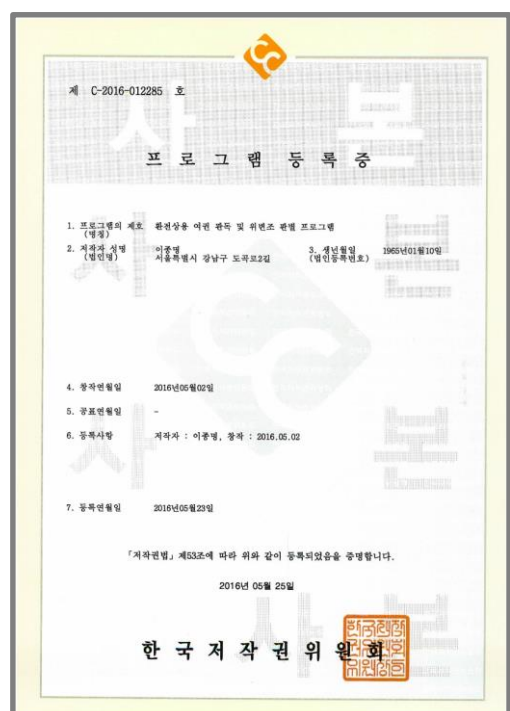 제 C-2016-012285 호
프 로 그 램 등 록 증
1. 프로그램의 제호 환전상용 여권 판독 및 위변조 판별 프로그램
(명칭)
2. 저작자 성명 이종명 3. 생년월일 1965년01월10일
(법인명) 서울특별시 강남구 도곡로2길 (법인등록번호)
4. 창작연월일 2016년05월02일
5. 공표연월일 -
6. 등록사항 저작자 : 이종명, 창작 : 2016.05.02
7. 등록연월일 2016년05월23일
「저작권법」제53조에 따라 위와 같이 등록되었음을 증명합니다.
2016년 05월 25일
한 국 저 작 권 위 원 회
사 본
사 본
사 본
사 본